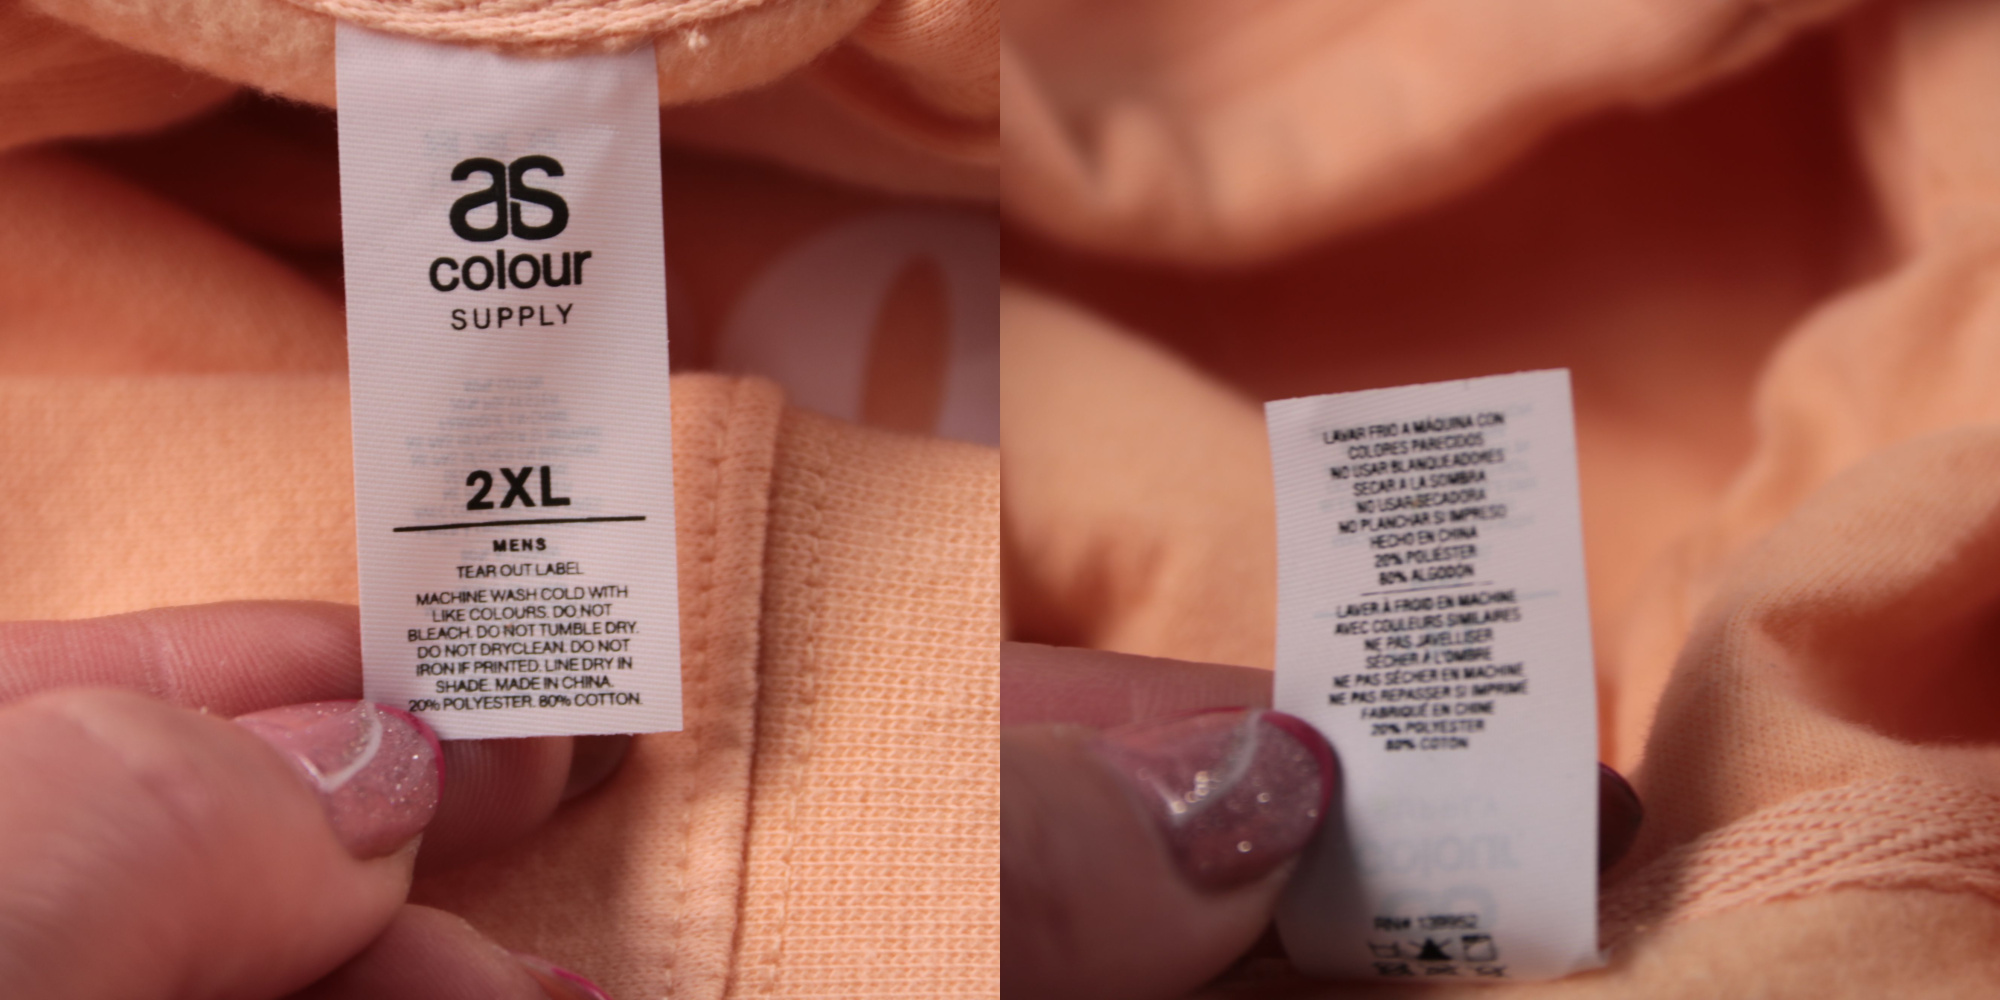 as
colour
SUPPLY
2XL
MENS
TEAR OUT LABEL
MACHINE WASH COLD WITH
LIKE COLOURS. DO NOT
BLEACH. DO NOT TUMBLE DRY.
DO NOT DRYCLEAN. DO NOT
IRON IF PRINTED. LINE DRY IN
SHADE. MADE IN CHINA.
20% POLYESTER. 80% COTTON.
LAVAR FRIO A MÁQUINA CON
COLORES PARECIDOS
NO USAR BLANQUEADORES
SECAR A LA SOMBRA
NO USAR SECADORA
NO PLANCHAR SI IMPRESO
HECHO EN CHINA
20% POLIÉSTER
80% ALGODON
LAVER À FROID EN MACHINE
AVEC COULEURS SIMILAIRES
NE PAS JAVELLISER
SÉCHER À L'OMBRE
NE PAS SÉCHER EN MACHINE
NE PAS REPASSER SI IMPRIMÉ
FABRIQUÉ EN CHINE
20% POLYESTER
80% COTON
RN#